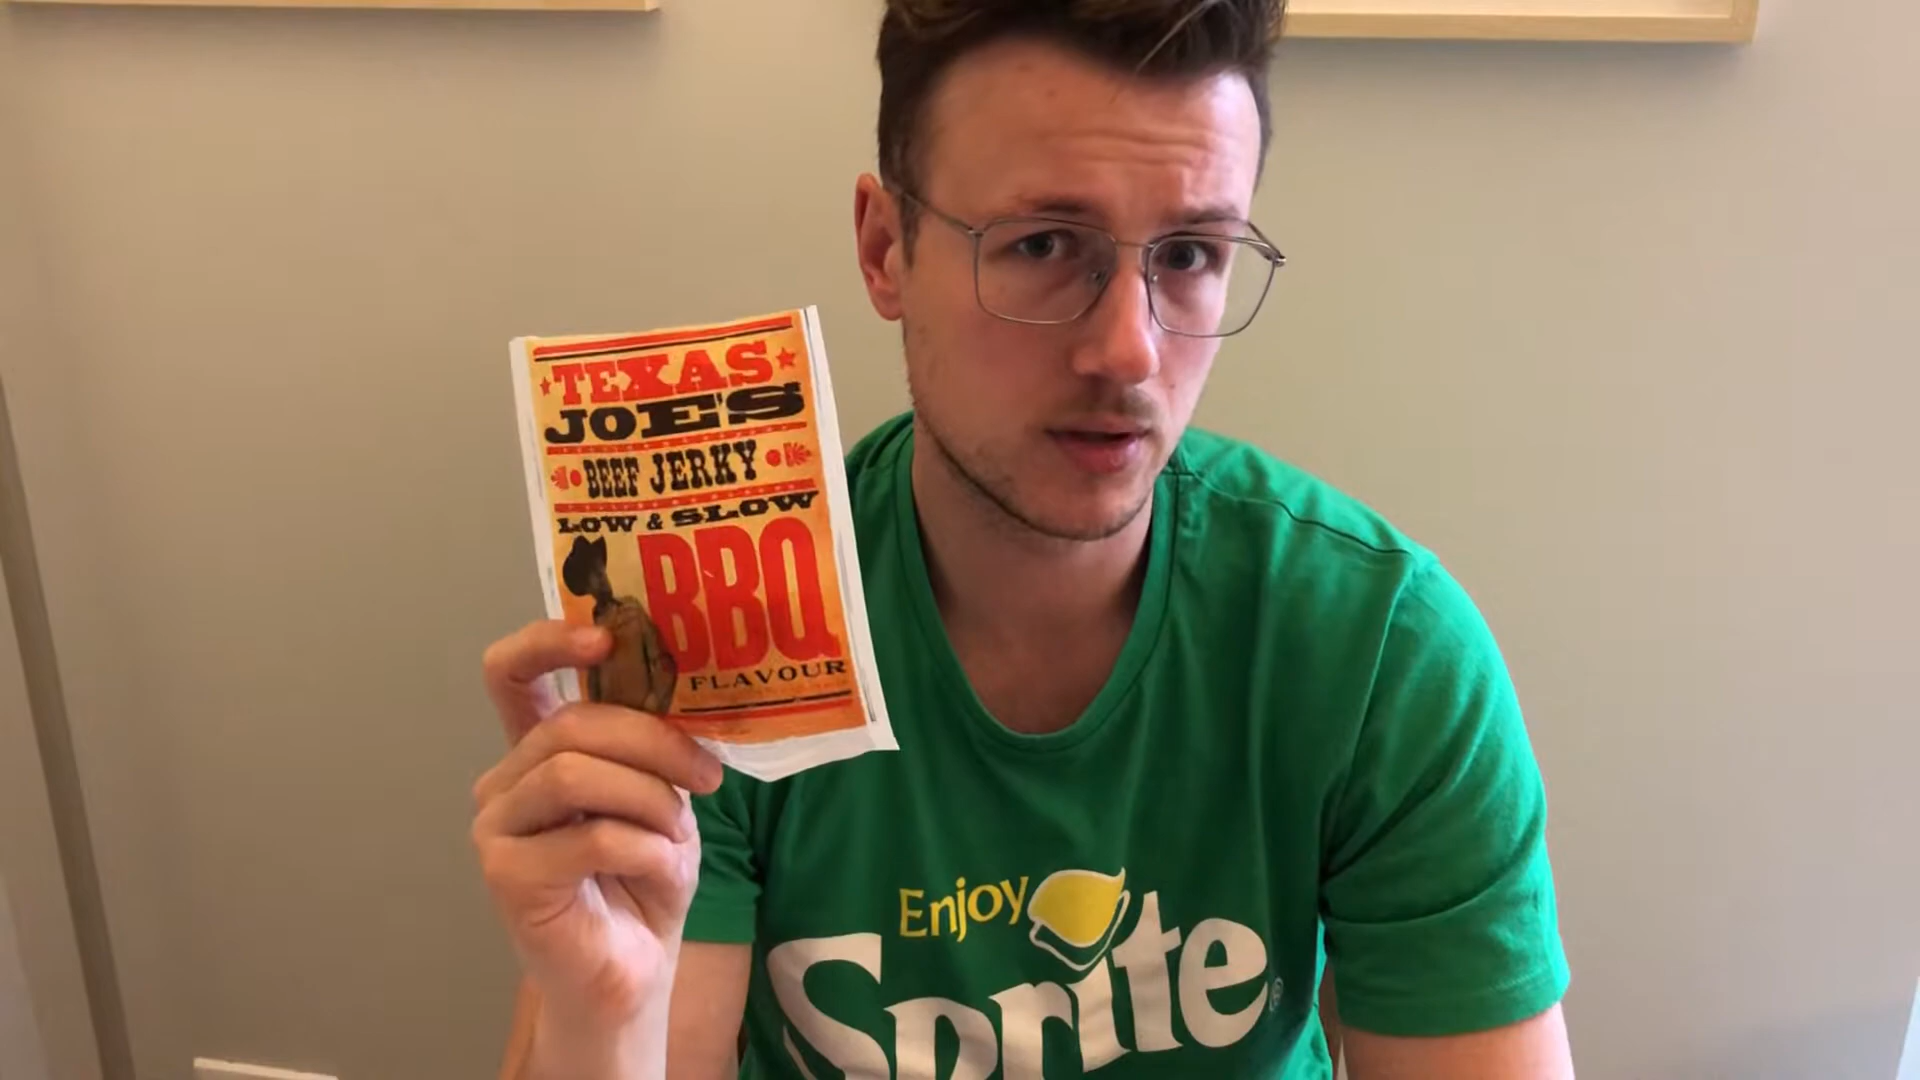 TEXAS
JOE'S
BEEF JERKY
LOW & SLOW
BBQ
FLAVOUR
Enjoy
Sprite
®